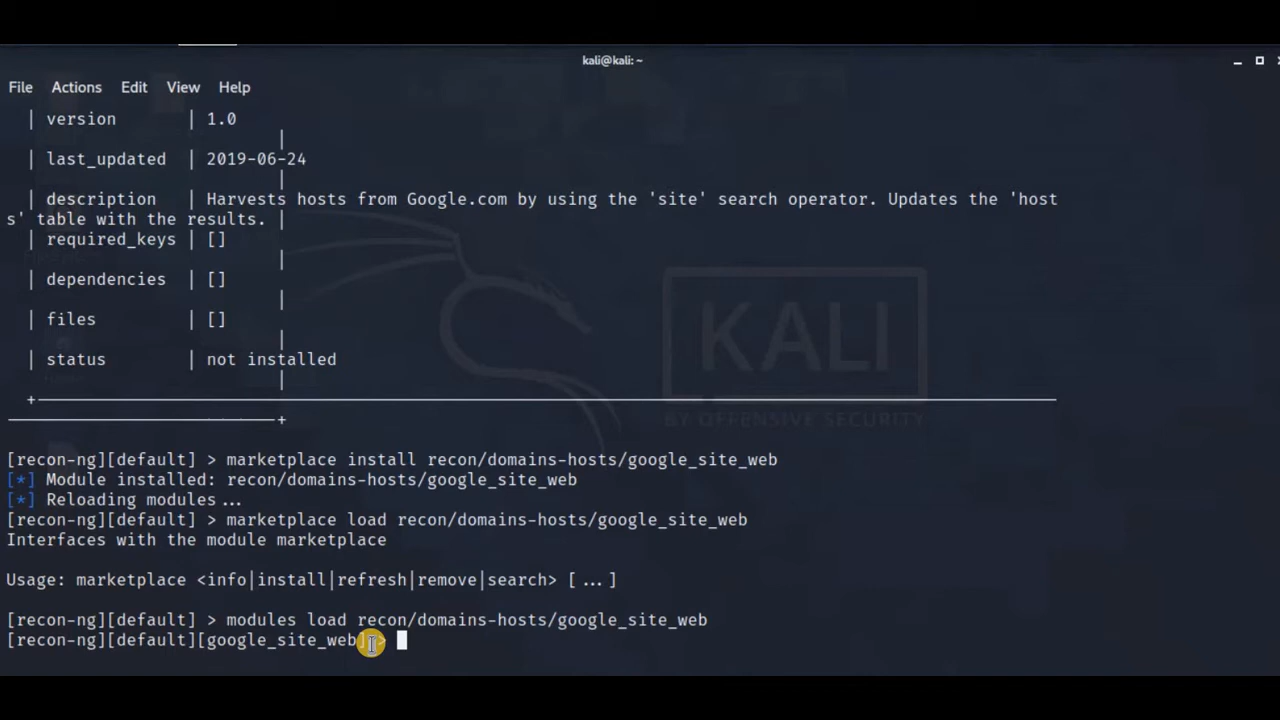 kali@kali: ~
File Actions Edit View Help
| version | 1.0
|
| last_updated | 2019-06-24
|
| description | Harvests hosts from Google.com by using the 'site' search operator. Updates the 'host
s' table with the results. |
| required_keys | []
|
| dependencies | []
|
| files | []
|
| status | not installed
|
KALI
BY OFFENSIVE SECURITY
[recon-ng][default] > marketplace install recon/domains-hosts/google_site_web
[*] Module installed: recon/domains-hosts/google_site_web
[*] Reloading modules ...
[recon-ng][default] > marketplace load recon/domains-hosts/google_site_web
Interfaces with the module marketplace
Usage: marketplace <info|install|refresh|remove|search> [ ... ]
[recon-ng][default] > modules load recon/domains-hosts/google_site_web
[recon-ng][default][google_site_web] >